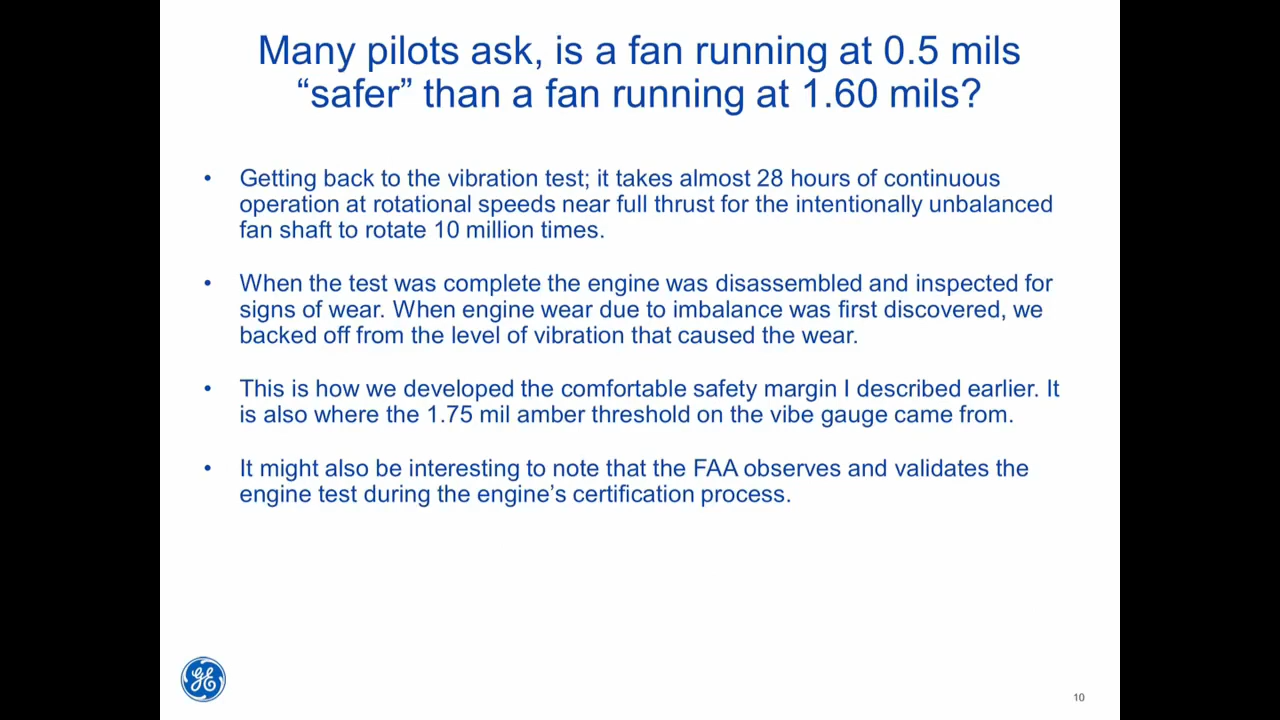 Many pilots ask, is a fan running at 0.5 mils
“safer” than a fan running at 1.60 mils?
• Getting back to the vibration test; it takes almost 28 hours of continuous
operation at rotational speeds near full thrust for the intentionally unbalanced
fan shaft to rotate 10 million times.
• When the test was complete the engine was disassembled and inspected for
signs of wear. When engine wear due to imbalance was first discovered, we
backed off from the level of vibration that caused the wear.
• This is how we developed the comfortable safety margin I described earlier. It
is also where the 1.75 mil amber threshold on the vibe gauge came from.
• It might also be interesting to note that the FAA observes and validates the
engine test during the engine’s certification process.
GE
10